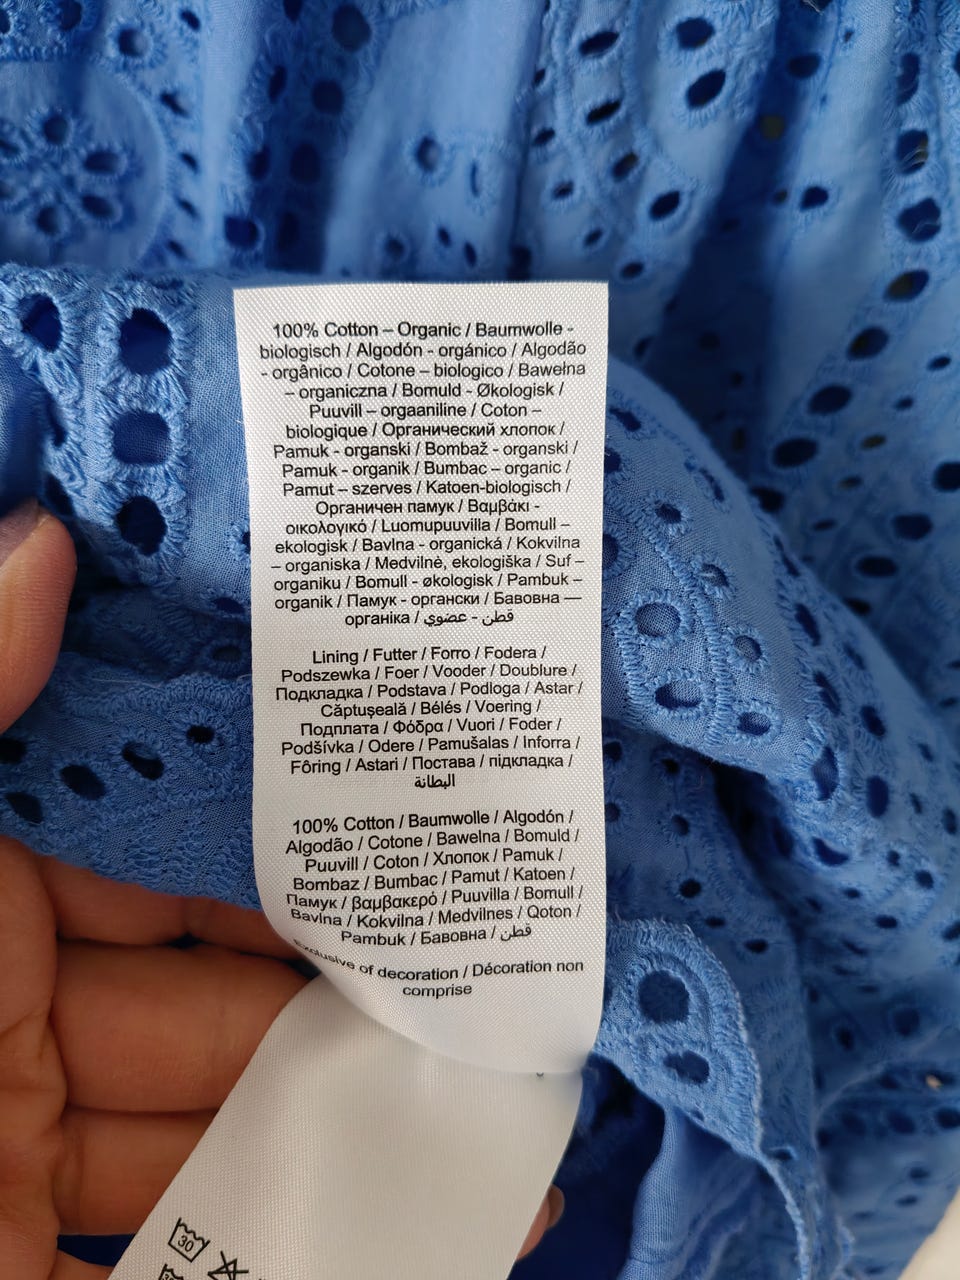 100% Cotton – Organic / Baumwolle -
biologisch / Algodón - orgánico / Algodão
- orgânico / Cotone – biologico / Bawełna
– organiczna / Bomuld - Økologisk /
Puuvill – orgaaniline / Coton –
biologique / Органический хлопок /
Pamuk - organski / Bombaž - organski /
Pamuk - organik / Bumbac – organic /
Pamut – szerves / Katoen-biologisch /
Органичен памук / Βαμβάκι -
οικολογικό / Luomupuuvilla / Bomull –
ekologisk / Bavlna - organická / Kokvilna
– organiska / Medvilnė, ekologiška / Suf –
organiku / Bomull - økologisk / Pambuk –
organik / Памук - органски / Бавовна —
органіка / قطن - عضوي
Lining / Futter / Forro / Fodera /
Podszewka / Foer / Vooder / Doublure /
Подкладка / Podstava / Podloga / Astar /
Căptușeală / Bélés / Voering /
Подплата / Φόδρα / Vuori / Foder /
Podšívka / Odere / Pamušalas / Inforra /
Fôring / Astari / Постава / підкладка /
البطانة
100% Cotton / Baumwolle / Algodón /
Algodão / Cotone / Bawelna / Bomuld /
Puuvill / Coton / Хлопок / Pamuk /
Bombaz / Bumbac / Pamut / Katoen /
Памук / βαμβακερό / Puuvilla / Bomull /
Bavlna / Kokvilna / Medvilnes / Qoton /
Pambuk / Бавовна / قطن
Exclusive of decoration / Décoration non
comprise
30